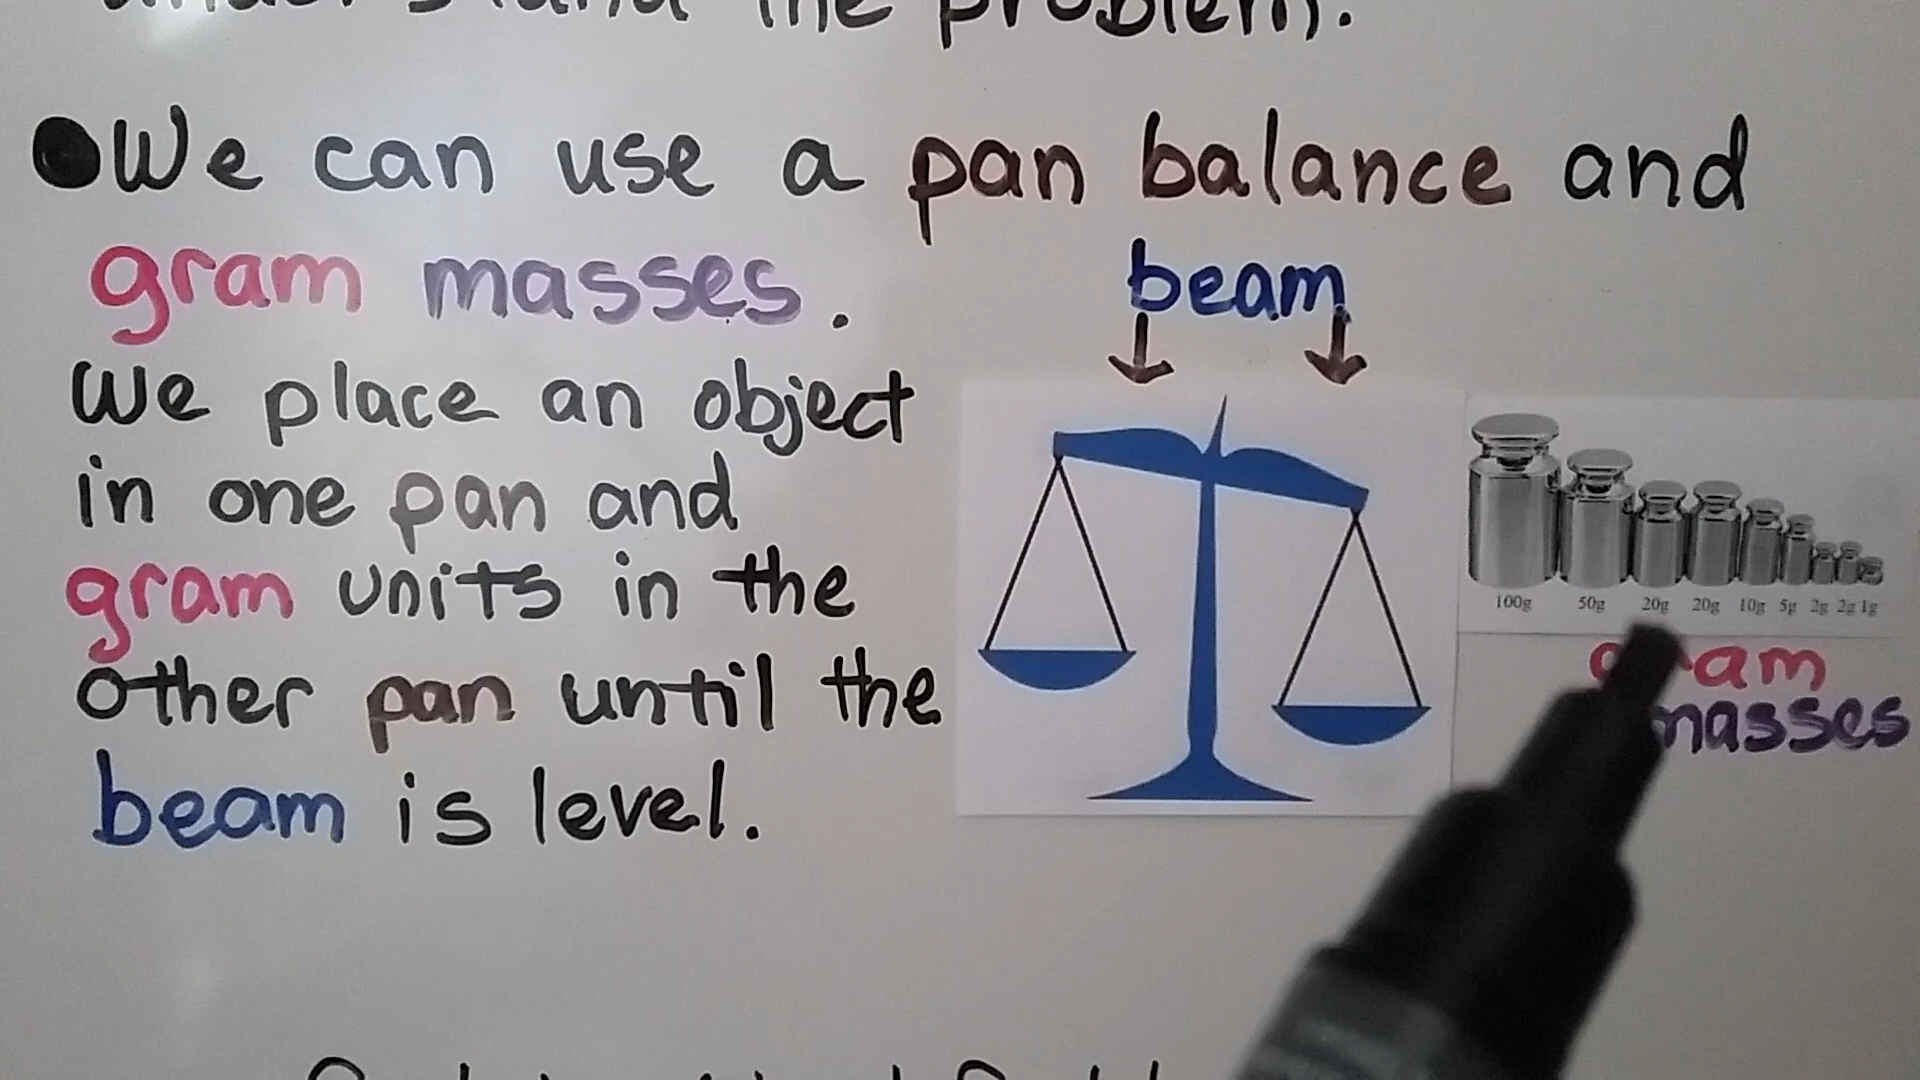 the problem.
We can use a pan balance and
gram masses.
beam
we place an object
in one pan and
gram units in the
other pan until the
beam is level.
100g 50g 20g 20g 10g 5g 2g 2g 1g
masses